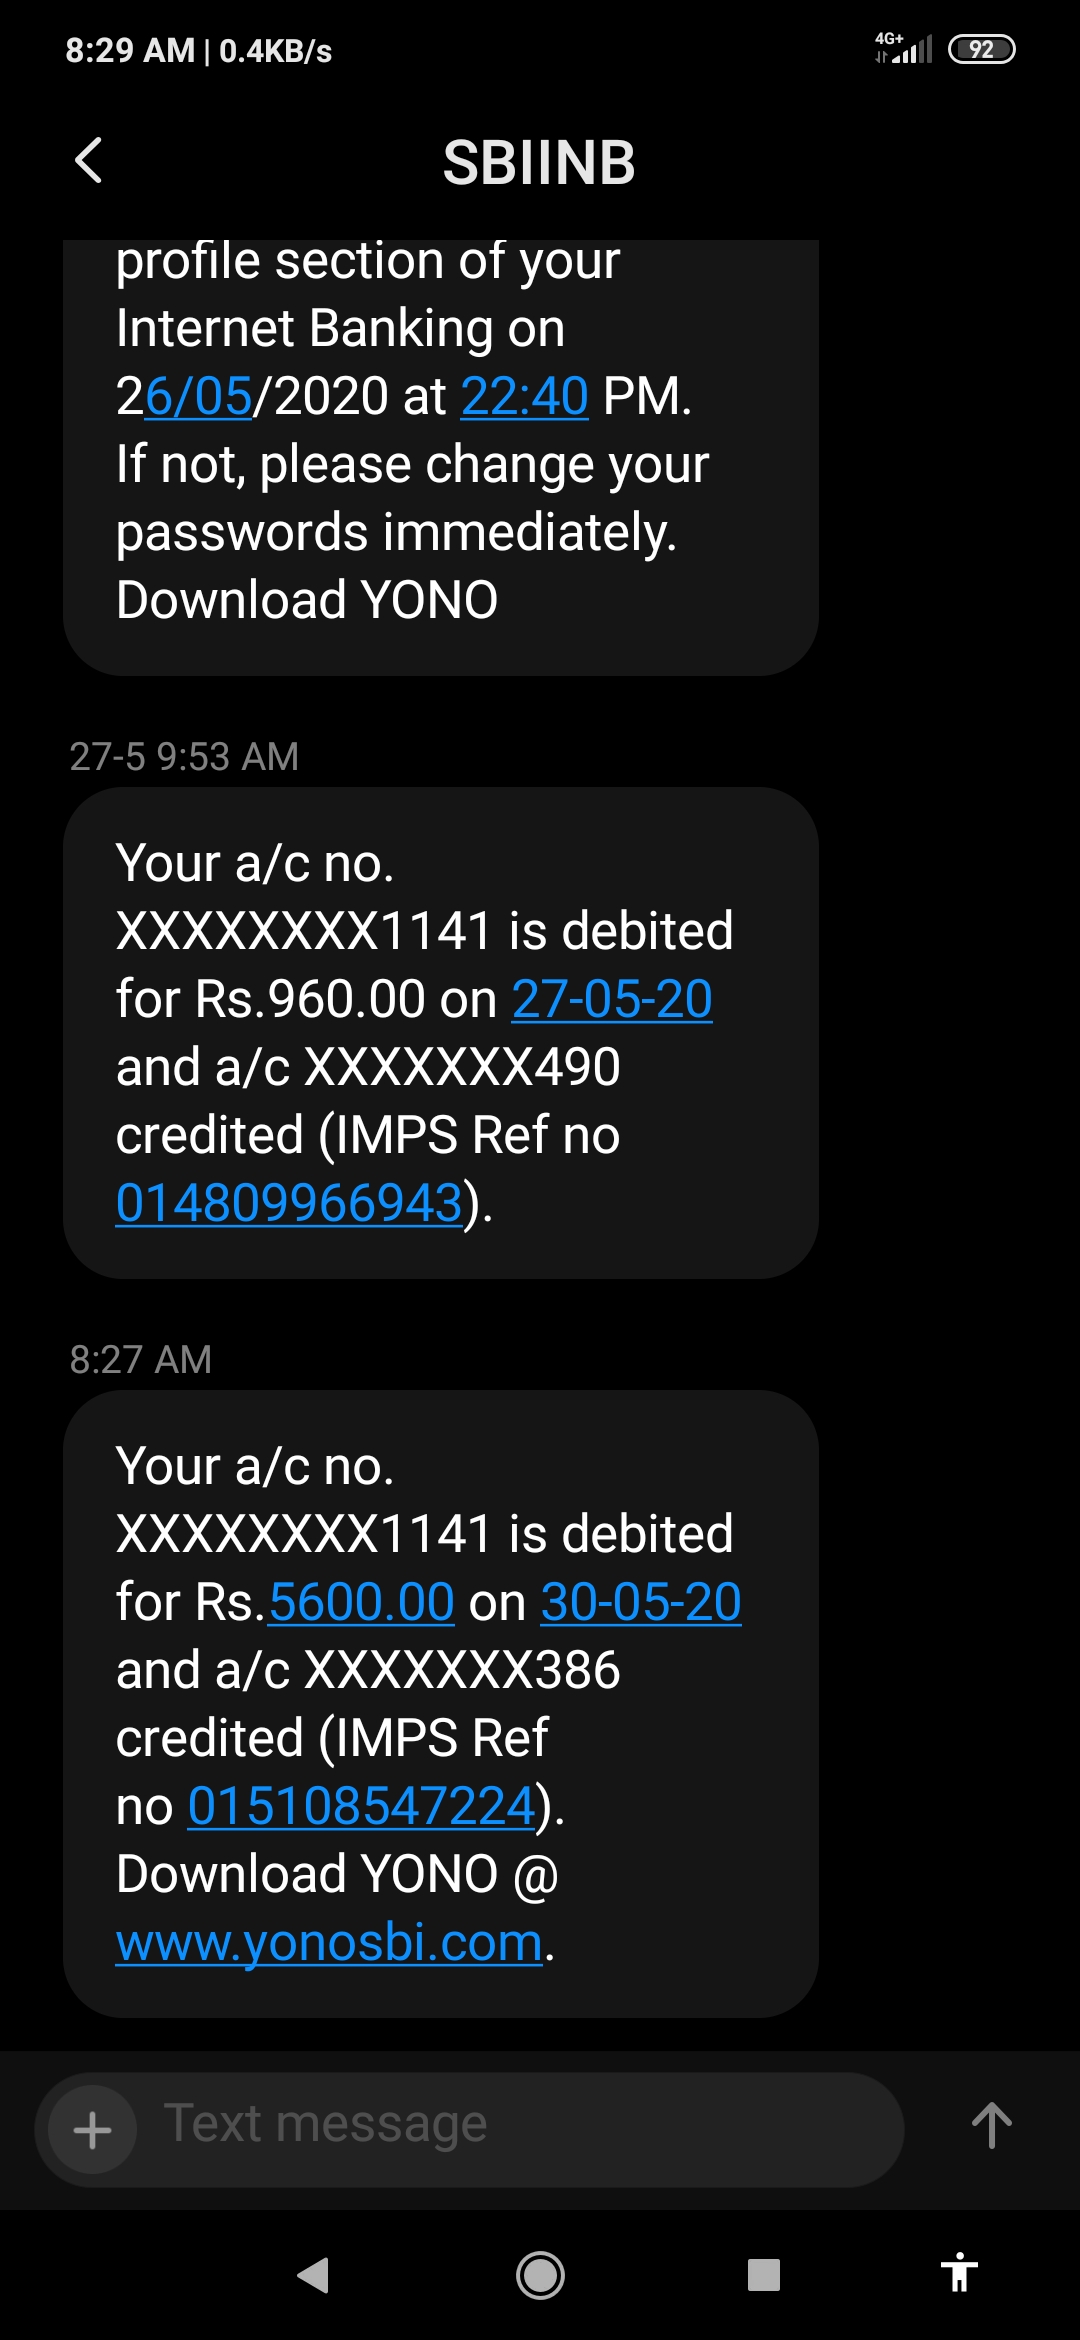 8:29 AM | 0.4KB/s
4G+
92
SBIINB
profile section of your
Internet Banking on
26/05/2020 at 22:40 PM.
If not, please change your
passwords immediately.
Download YONO
27-5 9:53 AM
Your a/c no.
XXXXXXXX1141 is debited
for Rs.960.00 on 27-05-20
and a/c XXXXXXX490
credited (IMPS Ref no
014809966943).
8:27 AM
Your a/c no.
XXXXXXXX1141 is debited
for Rs.5600.00 on 30-05-20
and a/c XXXXXXX386
credited (IMPS Ref
no 015108547224).
Download YONO @
www.yonosbi.com.
Text message